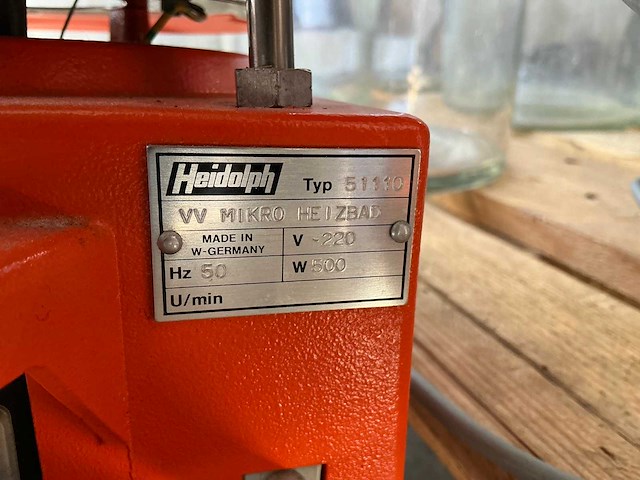 Heidolph Typ 51110
VV MIKRO HEIZBAD
MADE IN
W-GERMANY
V ~220
Hz 50
W 500
U/min